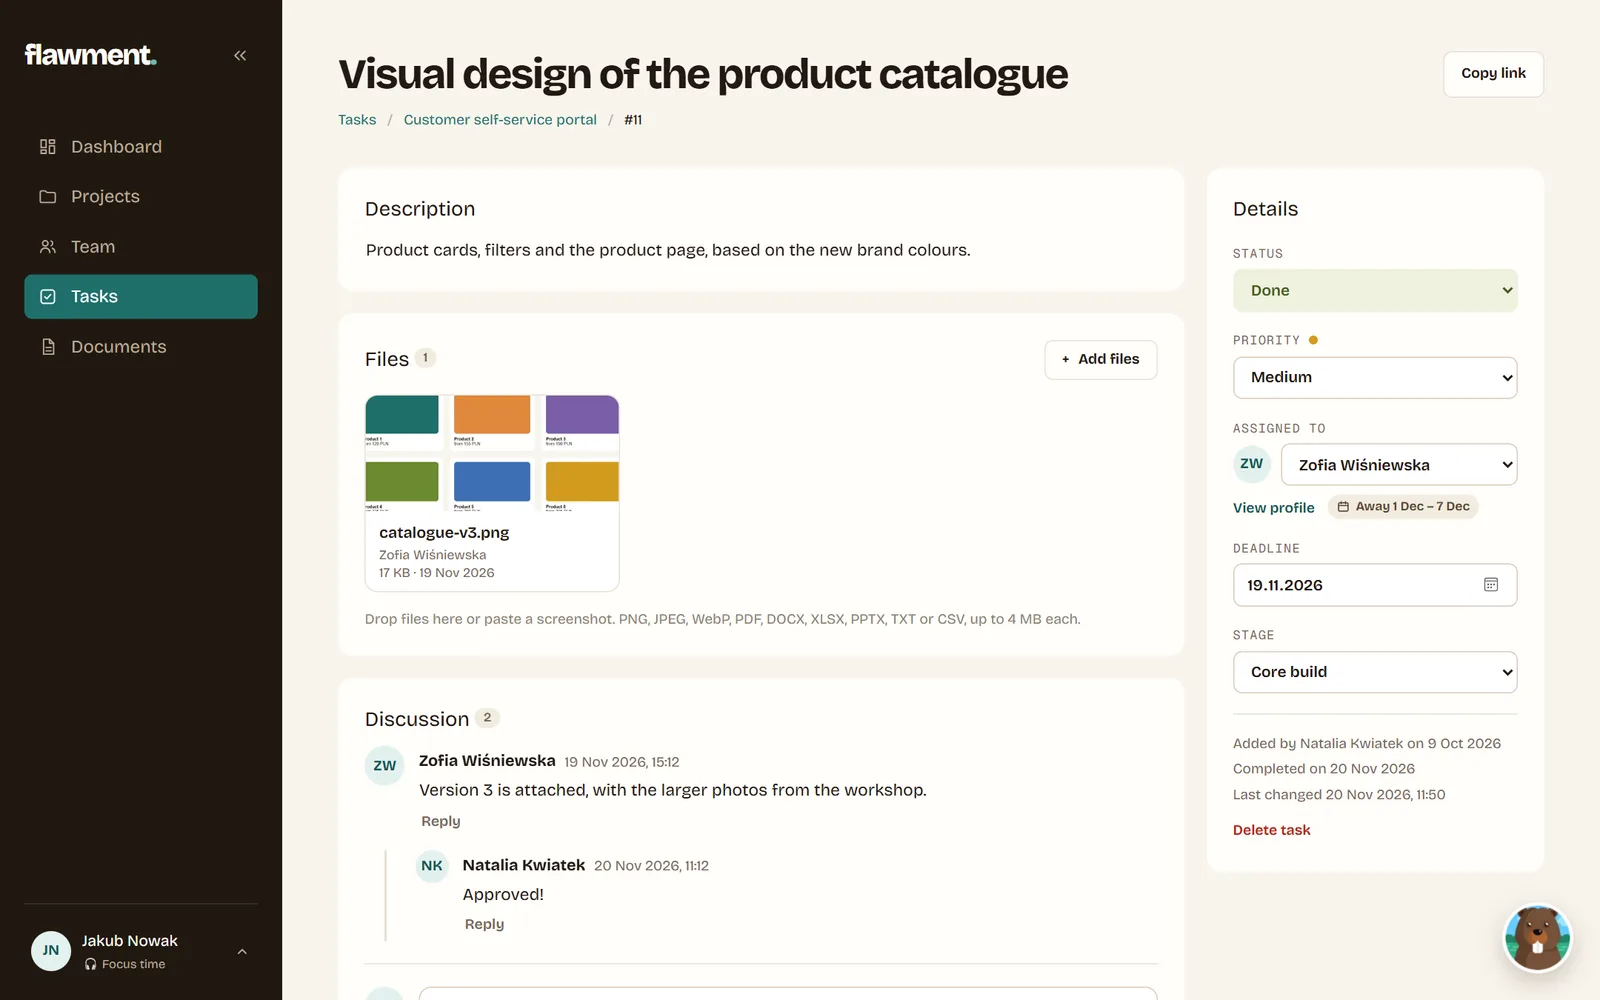 flawment.
Dashboard
Projects
Team
Tasks
Documents
Jakub Nowak
JN
Focus time
Visual design of the product catalogue
Copy link
Tasks / Customer self-service portal / #11
Description
Product cards, filters and the product page, based on the new brand colours.
Files 1
+ Add files
Product 2
Product 3
catalogue-v3.png
Zofia Wiśniewska
17 KB · 19 Nov 2026
Drop files here or paste a screenshot. PNG, JPEG, WebP, PDF, DOCX, XLSX, PPTX, TXT or CSV, up to 4 MB each.
Discussion 2
ZW
Zofia Wiśniewska 19 Nov 2026, 15:12
Version 3 is attached, with the larger photos from the workshop.
Reply
NK
Natalia Kwiatek 20 Nov 2026, 11:12
Approved!
Reply
Details
STATUS
Done
PRIORITY
Medium
ASSIGNED TO
ZW
Zofia Wiśniewska
View profile
Away 1 Dec – 7 Dec
DEADLINE
19.11.2026
STAGE
Core build
Added by Natalia Kwiatek on 9 Oct 2026
Completed on 20 Nov 2026
Last changed 20 Nov 2026, 11:50
Delete task